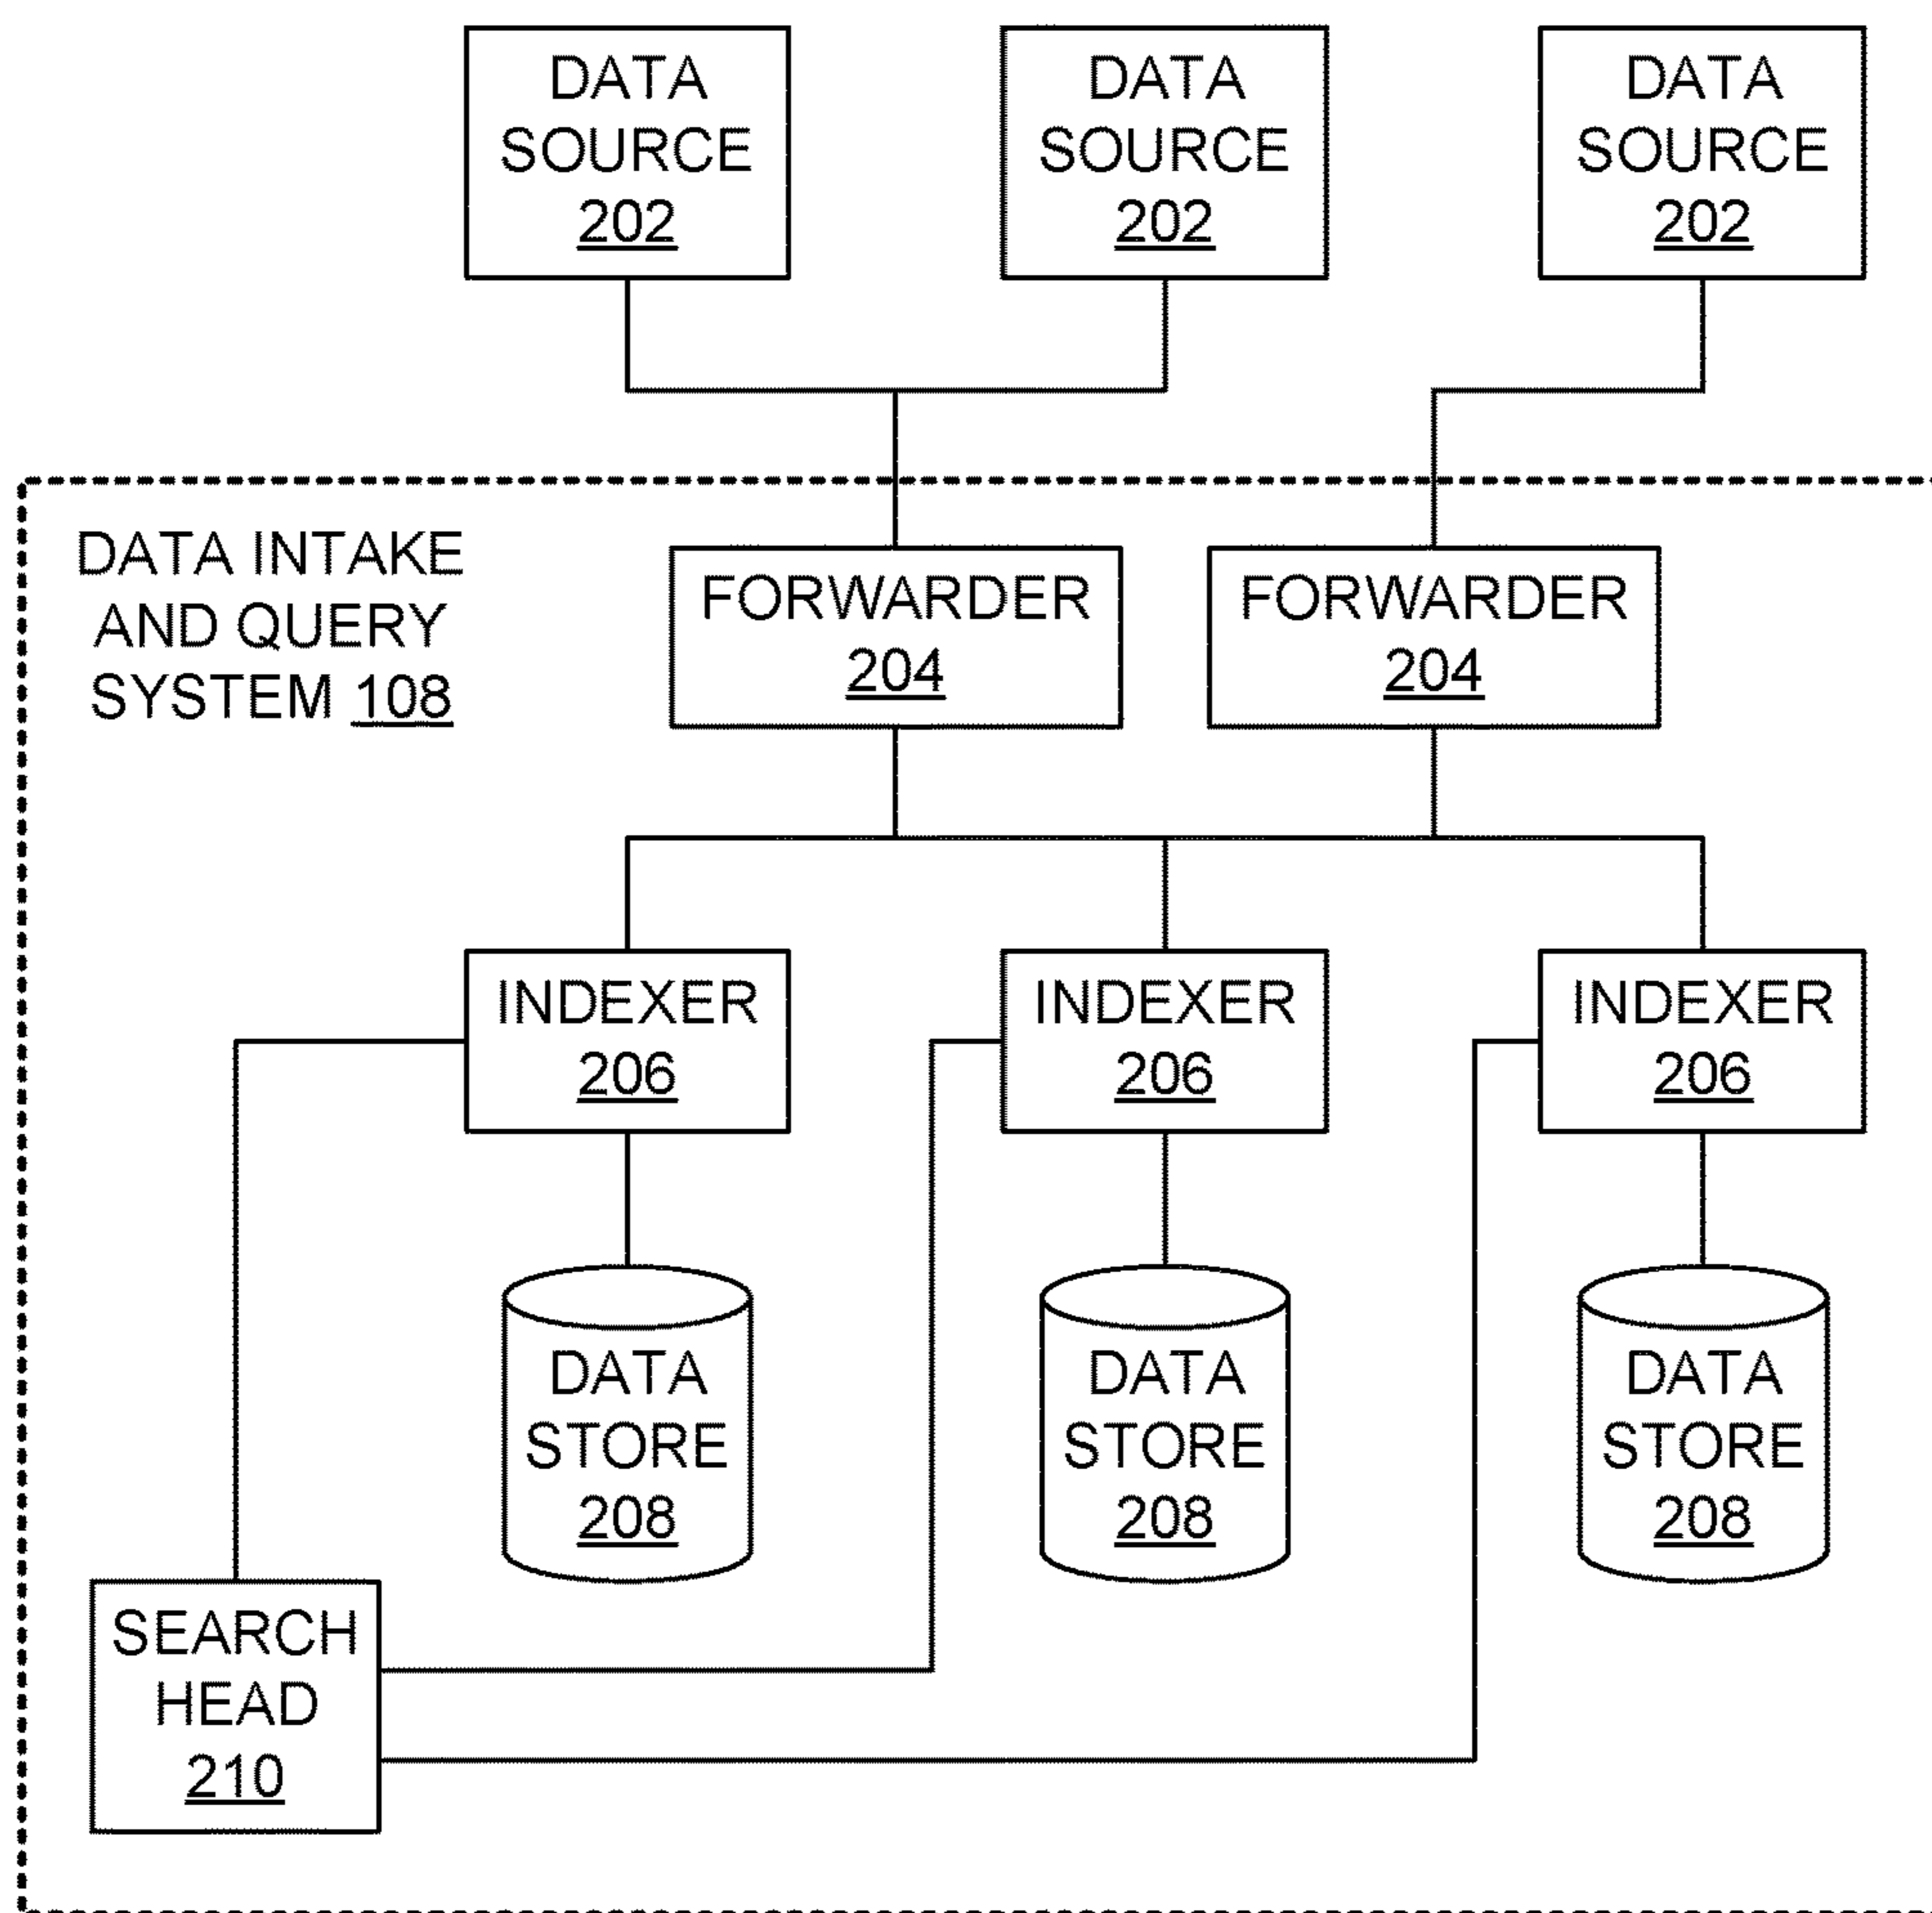 DATA
SOURCE
202
DATA
SOURCE
202
DATA
SOURCE
202
DATA INTAKE
AND QUERY
SYSTEM 108
FORWARDER
204
FORWARDER
204
INDEXER
206
INDEXER
206
INDEXER
206
DATA
STORE
208
DATA
STORE
208
DATA
STORE
208
SEARCH
HEAD
210